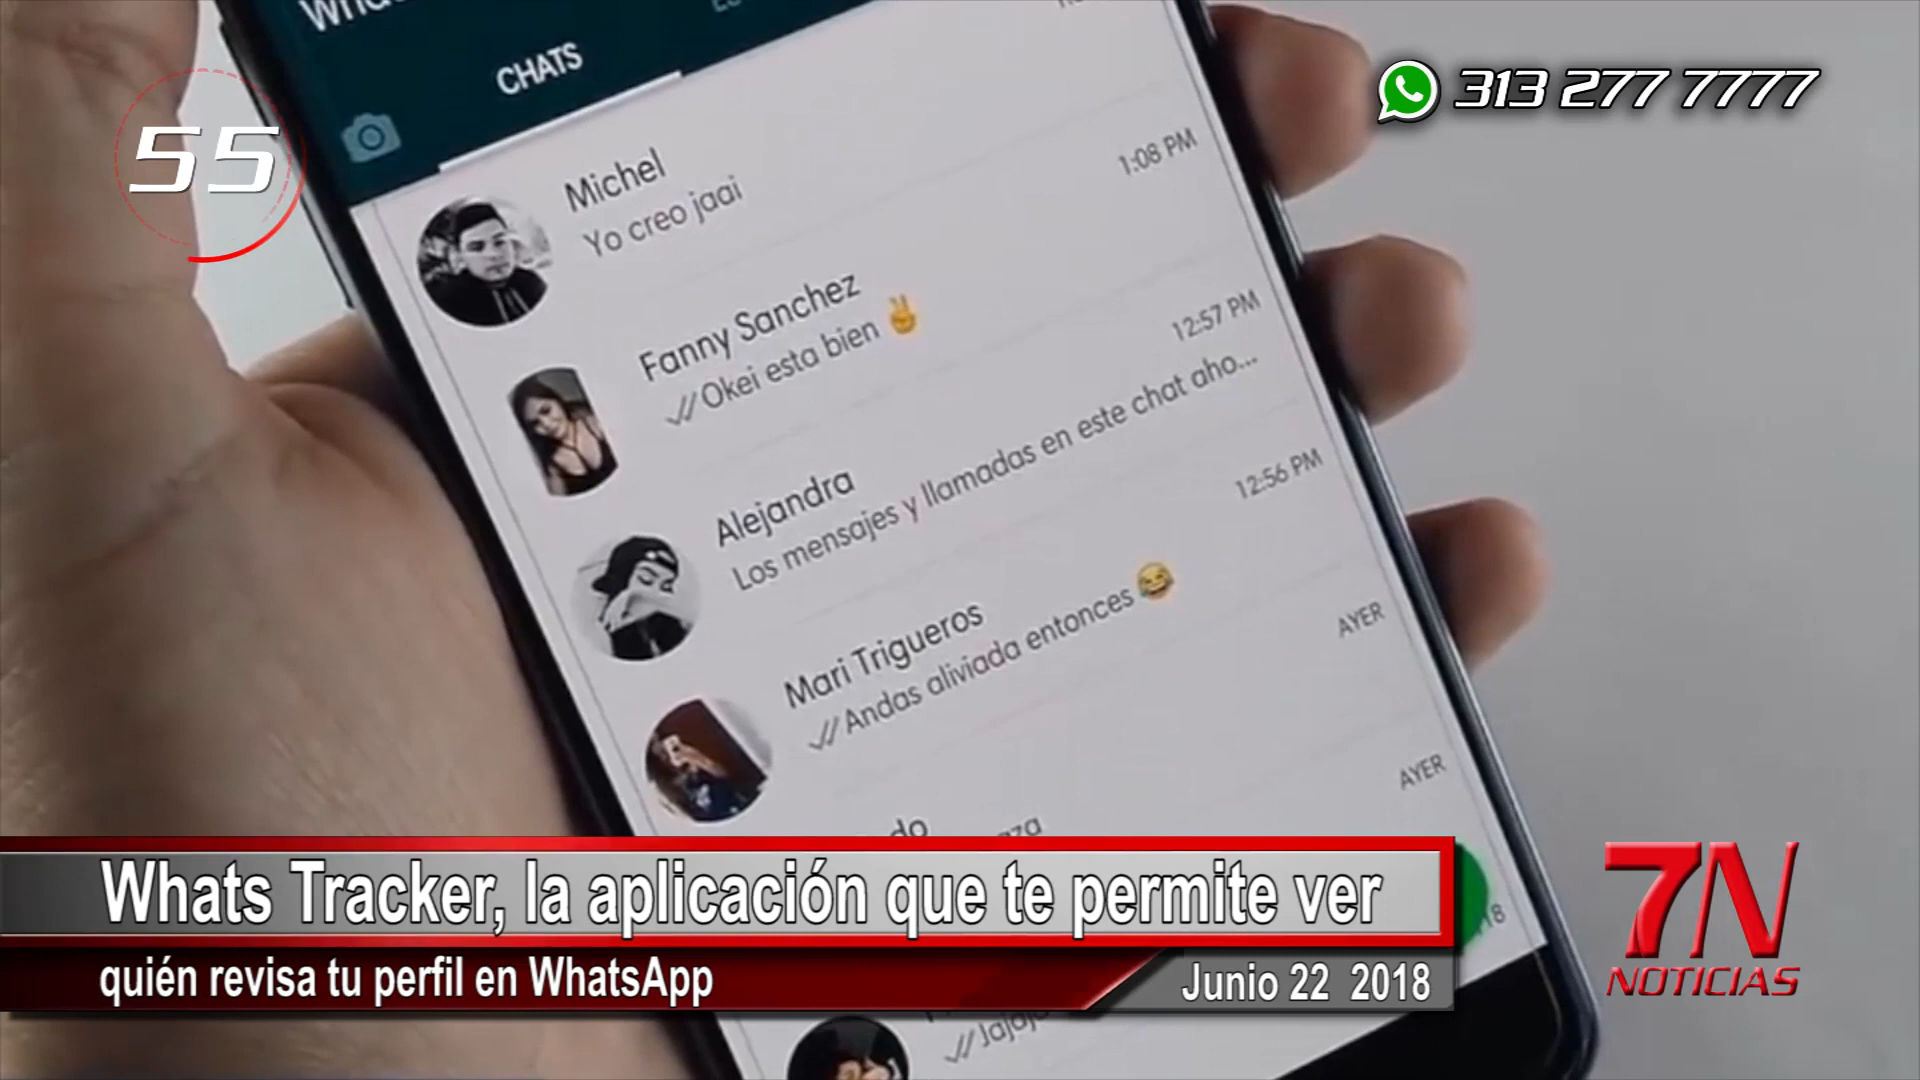 CHATS
55
313 277 7777
Michel
Yo creo jaai
1:08 PM
Fanny Sanchez
Okei esta bien
12:57 PM
Alejandra
Los mensajes y llamadas en este chat aho...
12:56 PM
Mari Trigueros
Andas aliviada entonces
AYER
AYER
Whats Tracker, la aplicación que te permite ver
quién revisa tu perfil en WhatsApp
Junio 22 2018
7N
NOTICIAS